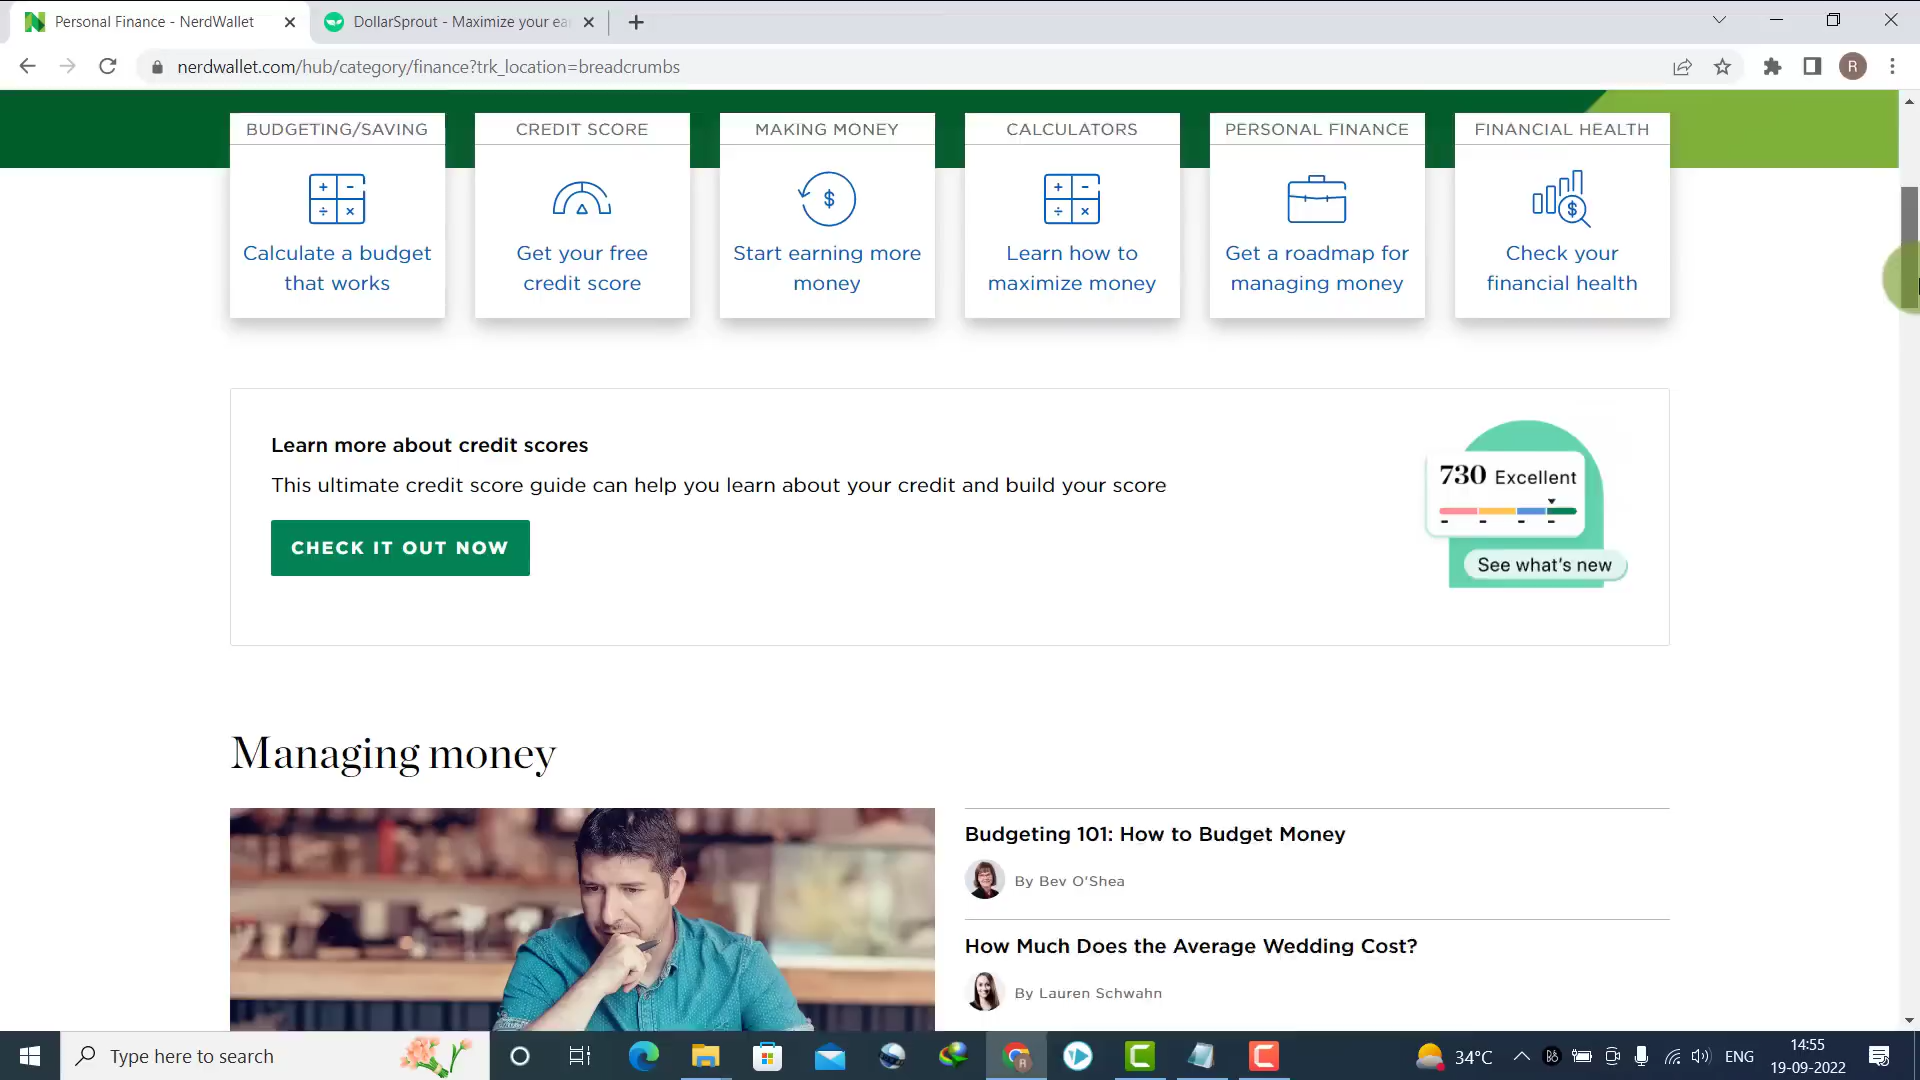 Personal Finance - NerdWallet
DollarSprout - Maximize your ea
nerdwallet.com/hub/category/finance?trk_location=breadcrumbs
R
BUDGETING/SAVING
CREDIT SCORE
MAKING MONEY
CALCULATORS
PERSONAL FINANCE
FINANCIAL HEALTH
Calculate a budget
that works
Get your free
credit score
Start earning more
money
Learn how to
maximize money
Get a roadmap for
managing money
Check your
financial health
Learn more about credit scores
This ultimate credit score guide can help you learn about your credit and build your score
CHECK IT OUT NOW
730 Excellent
See what's new
Managing money
Budgeting 101: How to Budget Money
By Bev O'Shea
How Much Does the Average Wedding Cost?
By Lauren Schwahn
Type here to search
34°C
ENG
14:55
19-09-2022